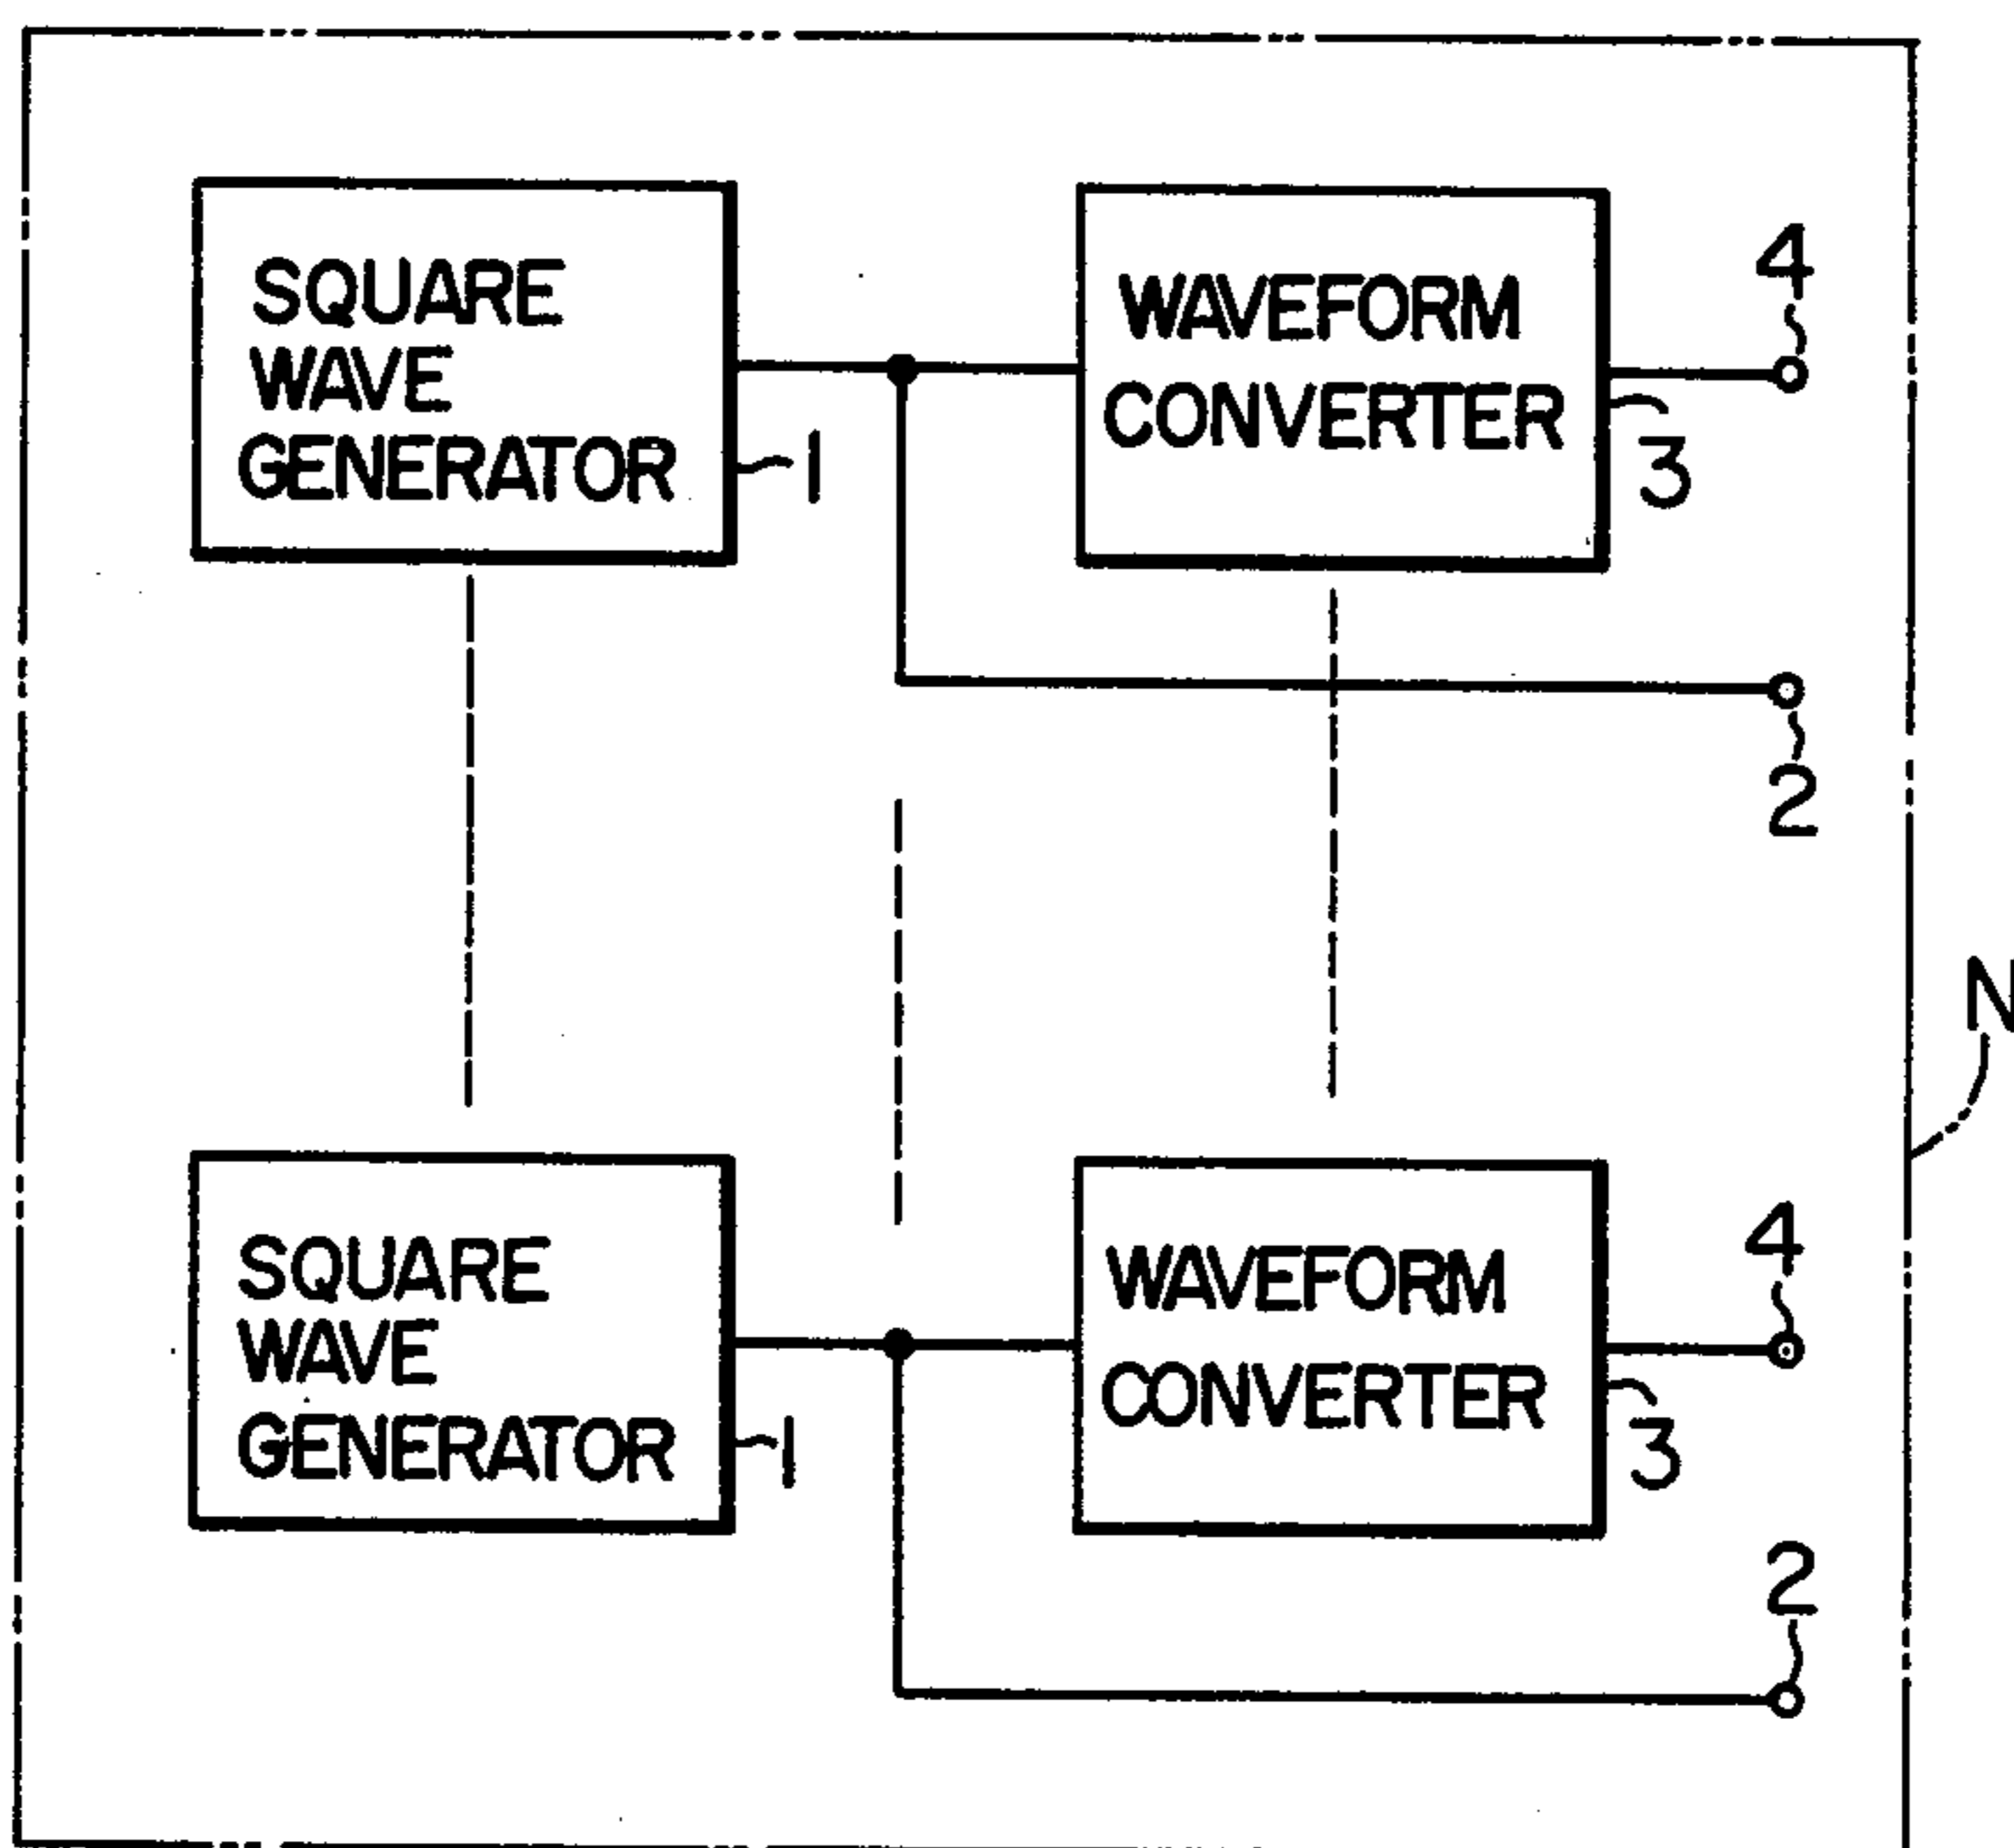 SQUARE
WAVE
GENERATOR
1
WAVEFORM
CONVERTER
3
4
2
N
SQUARE
WAVE
GENERATOR
1
WAVEFORM
CONVERTER
3
4
2